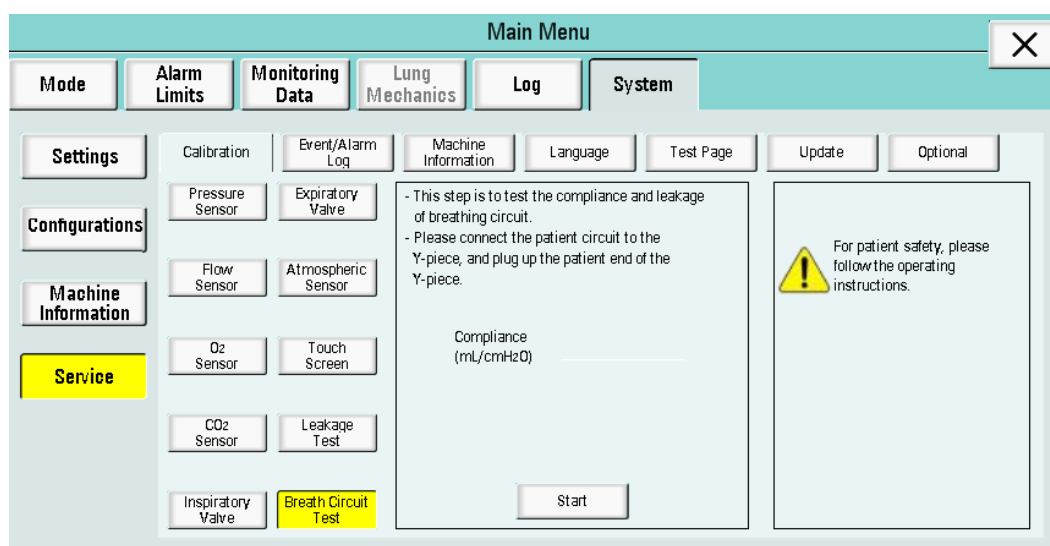 Main Menu
Mode
Alarm
Limits
Monitoring
Data
Lung
Mechanics
Log
System
Settings
Configurations
Machine
Information
Service
Calibration
Event/Alarm
Log
Machine
Information
Language
Test Page
Update
Optional
Pressure
Sensor
Expiratory
Valve
Flow
Sensor
Atmospheric
Sensor
O2
Sensor
Touch
Screen
CO2
Sensor
Leakage
Test
Inspiratory
Valve
Breath Circuit
Test
- This step is to test the compliance and leakage
of breathing circuit.
- Please connect the patient circuit to the
Y-piece, and plug up the patient end of the
Y-piece.
Compliance
(mL/cmH2O)
Start
For patient safety, please
follow the operating
instructions.